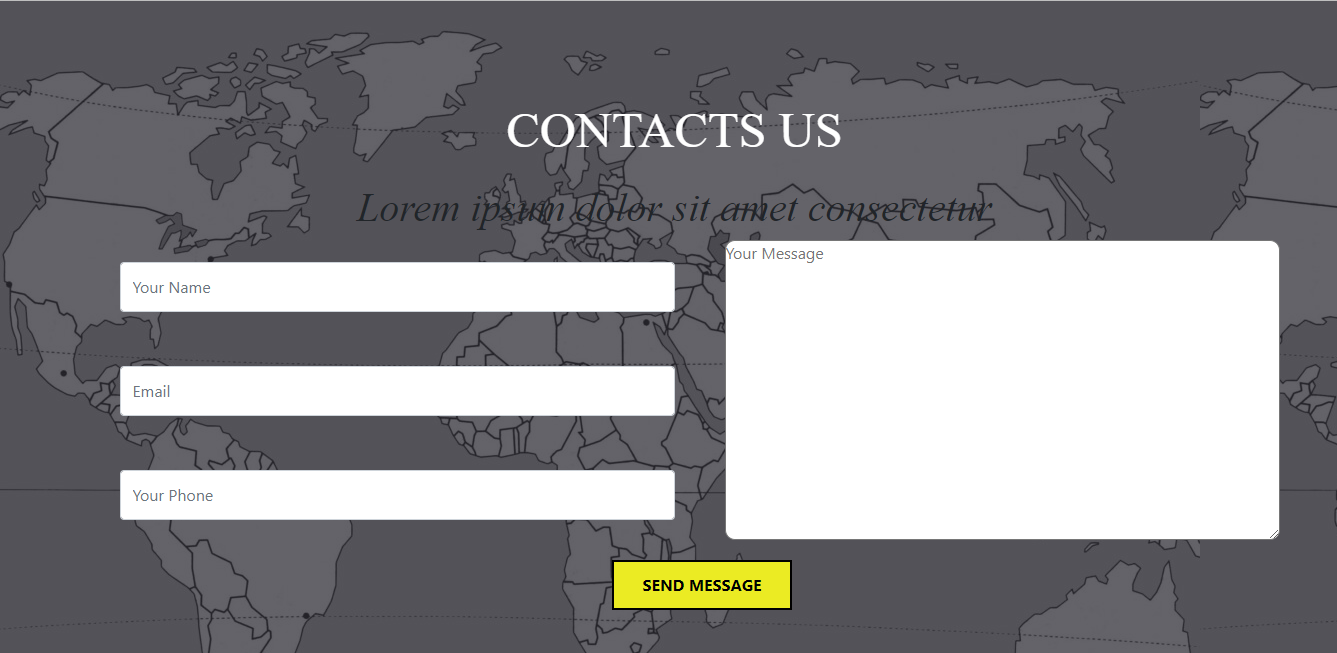 CONTACTS US
Lorem ipsum dolor sit amet consectetur
Your Name
Your Message
Email
Your Phone
SEND MESSAGE